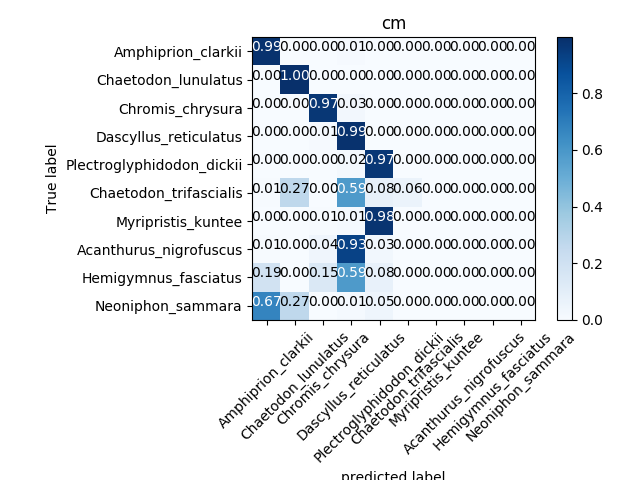 cm
Amphiprion_clarkii 0.99 0.00 0.00 0.01 0.00 0.00 0.00 0.00 0.00 0.00
Chaetodon_lunulatus 0.00 1.00 0.00 0.00 0.00 0.00 0.00 0.00 0.00 0.00
Chromis_chrysura 0.00 0.00 0.97 0.03 0.00 0.00 0.00 0.00 0.00 0.00
Dascyllus_reticulatus 0.00 0.00 0.01 0.99 0.00 0.00 0.00 0.00 0.00 0.00
Plectroglyphidodon_dickii 0.00 0.00 0.00 0.02 0.97 0.00 0.00 0.00 0.00 0.00
Chaetodon_trifascialis 0.01 0.27 0.00 0.59 0.08 0.06 0.00 0.00 0.00 0.00
Myripristis_kuntee 0.00 0.00 0.01 0.01 0.98 0.00 0.00 0.00 0.00 0.00
Acanthurus_nigrofuscus 0.01 0.00 0.04 0.93 0.03 0.00 0.00 0.00 0.00 0.00
Hemigymnus_fasciatus 0.19 0.00 0.15 0.59 0.08 0.00 0.00 0.00 0.00 0.00
Neoniphon_sammara 0.67 0.27 0.00 0.01 0.05 0.00 0.00 0.00 0.00 0.00
True label
Amphiprion_clarkii
Chaetodon_lunulatus
Chromis_chrysura
Dascyllus_reticulatus
Plectroglyphidodon_dickii
Chaetodon_trifascialis
Myripristis_kuntee
Acanthurus_nigrofuscus
Hemigymnus_fasciatus
Neoniphon_sammara
predicted label
0.8
0.6
0.4
0.2
0.0